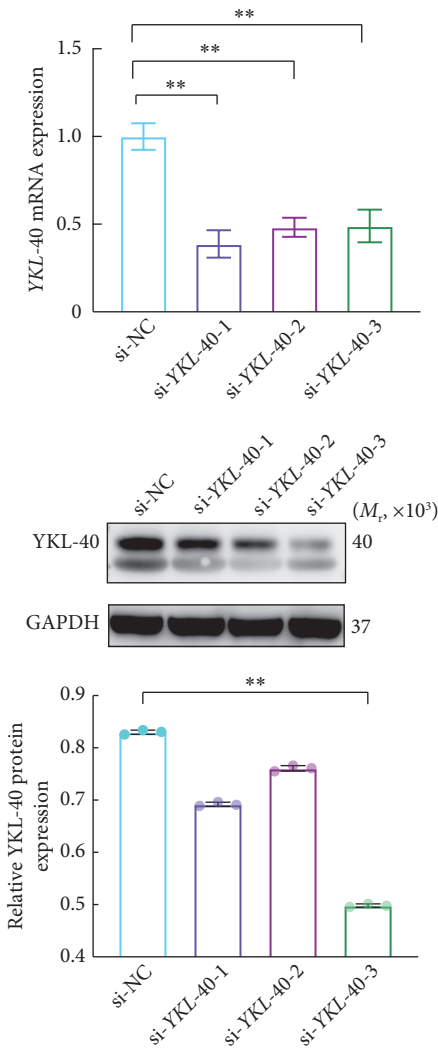 **
**
**
1.5
1.0
0.5
0
YKL-40 mRNA expression
si-NC
si-YKL-40-1
si-YKL-40-2
si-YKL-40-3
si-NC
si-YKL-40-1
si-YKL-40-2
si-YKL-40-3
(Mr, ×10³)
YKL-40
40
GAPDH
37
**
0.9
0.8
0.7
0.6
0.5
0.4
Relative YKL-40 protein
expression
si-NC
si-YKL-40-1
si-YKL-40-2
si-YKL-40-3